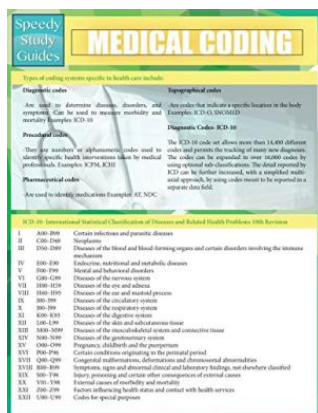 Speedy
Study
Guides
MEDICAL CODING
Types of coding systems specific to health care include:
Diagnostic codes
-Are used to determine diseases, disorders, and
symptoms Can be used to measure morbidity and
mortality Examples: ICD-10
Procedural codes
-They are numbers or alphanumeric codes used to
identify specific health interventions taken by medical
professionals. Examples: ICPM, ICHI
Pharmaceutical codes
-Are used to identify medications Examples: AT, NDC
Topographical codes
-Are codes that indicate a specific location in the body
Examples: ICD-O, SNOMED
Diagnostic Codes- ICD-10
The ICD-10 code set allows more than 14,400 different
codes and permits the tracking of many new diagnoses.
The codes can be expanded to over 16,000 codes by
using optional sub-classifications. The detail reported by
ICD can be further increased, with a simplified multi-
axial approach, by using codes meant to be reported in a
separate data field.
ICD-10- International Statistical Classification of Diseases and Related Health Problems 10th Revision
I A00–B99 Certain infectious and parasitic diseases
II C00–D48 Neoplasms
III D50–D89 Diseases of the blood and blood-forming organs and certain disorders involving the immune
mechanism
IV E00–E90 Endocrine, nutritional and metabolic diseases
V F00–F99 Mental and behavioral disorders
VI G00–G99 Diseases of the nervous system
VII H00–H59 Diseases of the eye and adnexa
VIII H60–H95 Diseases of the ear and mastoid process
IX I00–I99 Diseases of the circulatory system
X J00–J99 Diseases of the respiratory system
XI K00–K93 Diseases of the digestive system
XII L00–L99 Diseases of the skin and subcutaneous tissue
XIII M00–M99 Diseases of the musculoskeletal system and connective tissue
XIV N00–N99 Diseases of the genitourinary system
XV O00–O99 Pregnancy, childbirth and the puerperium
XVI P00–P96 Certain conditions originating in the perinatal period
XVII Q00–Q99 Congenital malformations, deformations and chromosomal abnormalities
XVIII R00–R99 Symptoms, signs and abnormal clinical and laboratory findings, not elsewhere classified
XIX S00–T98 Injury, poisoning and certain other consequences of external causes
XX V01–Y98 External causes of morbidity and mortality
XXI Z00–Z99 Factors influencing health status and contact with health services
XXII U00–U99 Codes for special purposes